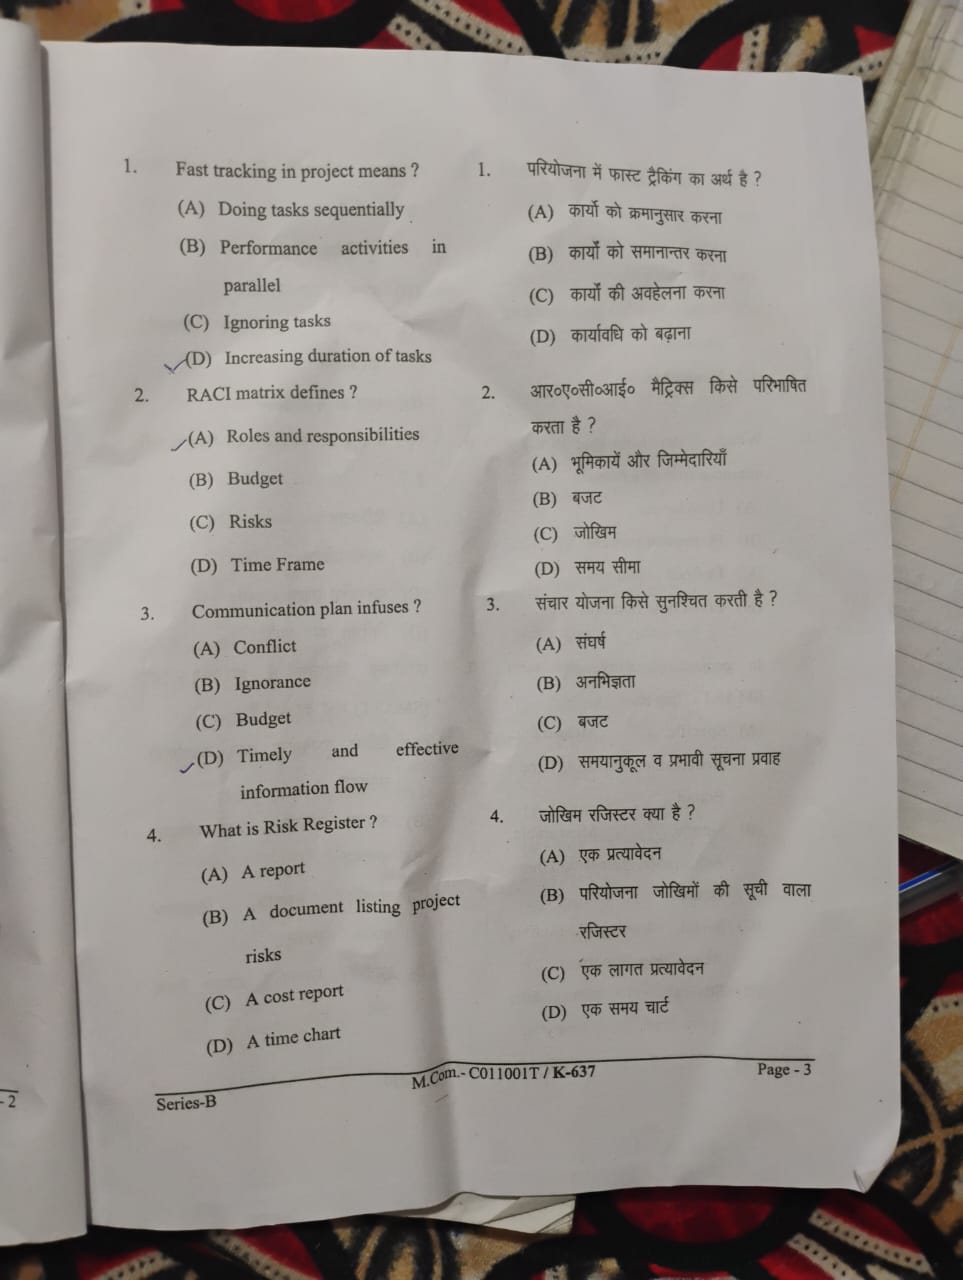 1. Fast tracking in project means ?
(A) Doing tasks sequentially
(B) Performance activities in
parallel
(C) Ignoring tasks
(D) Increasing duration of tasks
2. RACI matrix defines ?
(A) Roles and responsibilities
(B) Budget
(C) Risks
(D) Time Frame
3. Communication plan infuses ?
(A) Conflict
(B) Ignorance
(C) Budget
(D) Timely and effective
information flow
4. What is Risk Register ?
(A) A report
(B) A document listing project
risks
(C) A cost report
(D) A time chart
1. परियोजना में फास्ट ट्रैकिंग का अर्थ है ?
(A) कार्यो को क्रमानुसार करना
(B) कार्यों को समानान्तर करना
(C) कार्यों की अवहेलना करना
(D) कार्यावधि को बढ़ाना
2. आर०ए०सी०आई० मैट्रिक्स किसे परिभाषित
करता है ?
(A) भूमिकायें और जिम्मेदारियाँ
(B) बजट
(C) जोखिम
(D) समय सीमा
3. संचार योजना किसे सुनश्चित करती है ?
(A) संघर्ष
(B) अनभिज्ञता
(C) बजट
(D) समयानुकूल व प्रभावी सूचना प्रवाह
4. जोखिम रजिस्टर क्या है ?
(A) एक प्रत्यावेदन
(B) परियोजना जोखिमों की सूची वाला
रजिस्टर
(C) एक लागत प्रत्यावेदन
(D) एक समय चार्ट
Series-B M.Com.- C011001T / K-637 Page - 3
- 2